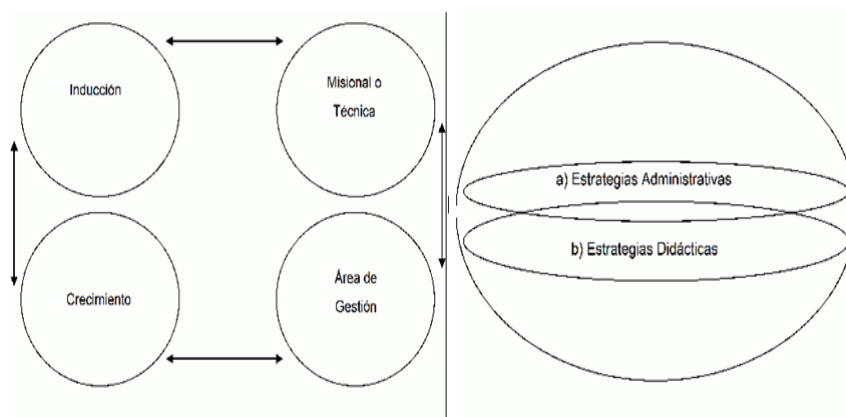 Inducción
Misional o
Técnica
Crecimiento
Área de
Gestión
a) Estrategias Administrativas
b) Estrategias Didácticas